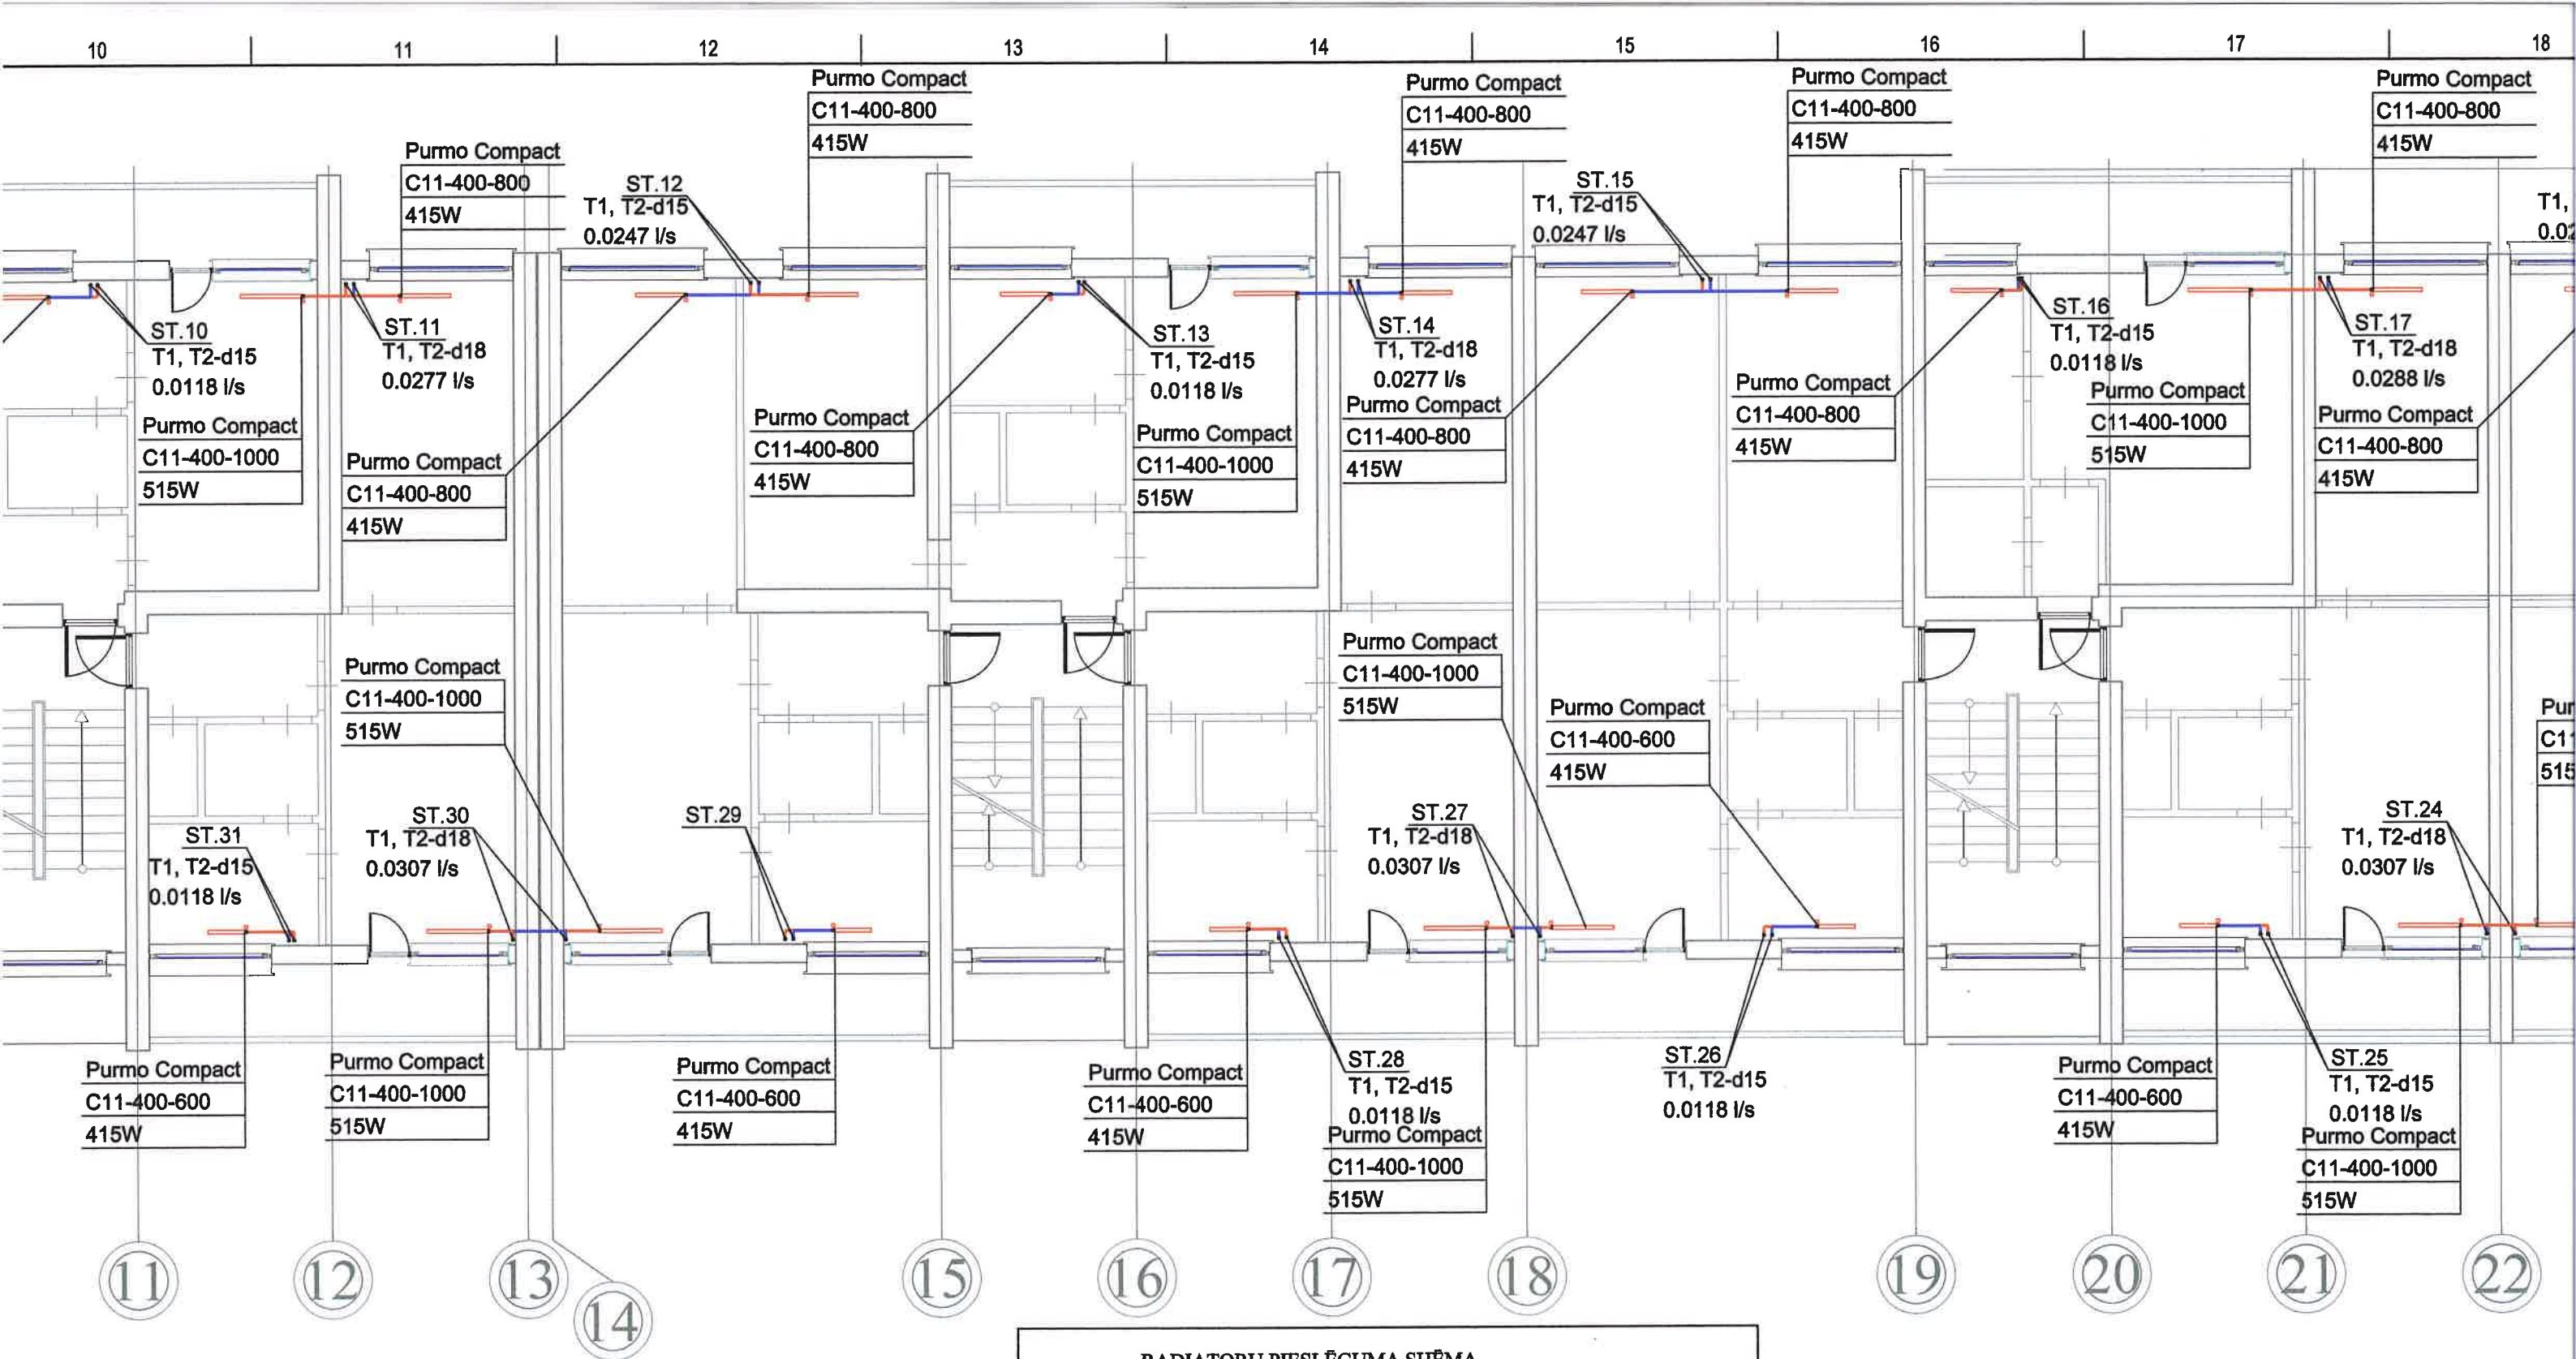 10 11 12 13 14 15 16 17 18
Purmo Compact
C11-400-800
415W
Purmo Compact
C11-400-800
415W
Purmo Compact
C11-400-800
415W
Purmo Compact
C11-400-800
415W
Purmo Compact
C11-400-800
415W
ST.12
T1, T2-d15
0.0247 l/s
ST.15
T1, T2-d15
0.0247 l/s
T1,
ST.10
T1, T2-d15
0.0118 l/s
ST.11
T1, T2-d18
0.0277 l/s
ST.13
T1, T2-d15
0.0118 l/s
ST.14
T1, T2-d18
0.0277 l/s
ST.16
T1, T2-d15
0.0118 l/s
ST.17
T1, T2-d18
0.0288 l/s
Purmo Compact
C11-400-1000
515W
Purmo Compact
C11-400-800
415W
Purmo Compact
C11-400-800
415W
Purmo Compact
C11-400-1000
515W
Purmo Compact
C11-400-800
415W
Purmo Compact
C11-400-800
415W
Purmo Compact
C11-400-1000
515W
Purmo Compact
C11-400-800
415W
Purmo Compact
C11-400-1000
515W
Purmo Compact
C11-400-1000
515W
Purmo Compact
C11-400-600
415W
Pur
C1
515
ST.31
T1, T2-d15
0.0118 l/s
ST.30
T1, T2-d18
0.0307 l/s
ST.29
ST.27
T1, T2-d18
0.0307 l/s
ST.24
T1, T2-d18
0.0307 l/s
Purmo Compact
C11-400-600
415W
Purmo Compact
C11-400-1000
515W
Purmo Compact
C11-400-600
415W
Purmo Compact
C11-400-600
415W
ST.28
T1, T2-d15
0.0118 l/s
Purmo Compact
C11-400-1000
515W
ST.26
T1, T2-d15
0.0118 l/s
Purmo Compact
C11-400-600
415W
ST.25
T1, T2-d15
0.0118 l/s
Purmo Compact
C11-400-1000
515W
11 12 13 14 15 16 17 18 19 20 21 22
RADIATORU PIESLĒGUMA SHĒMA